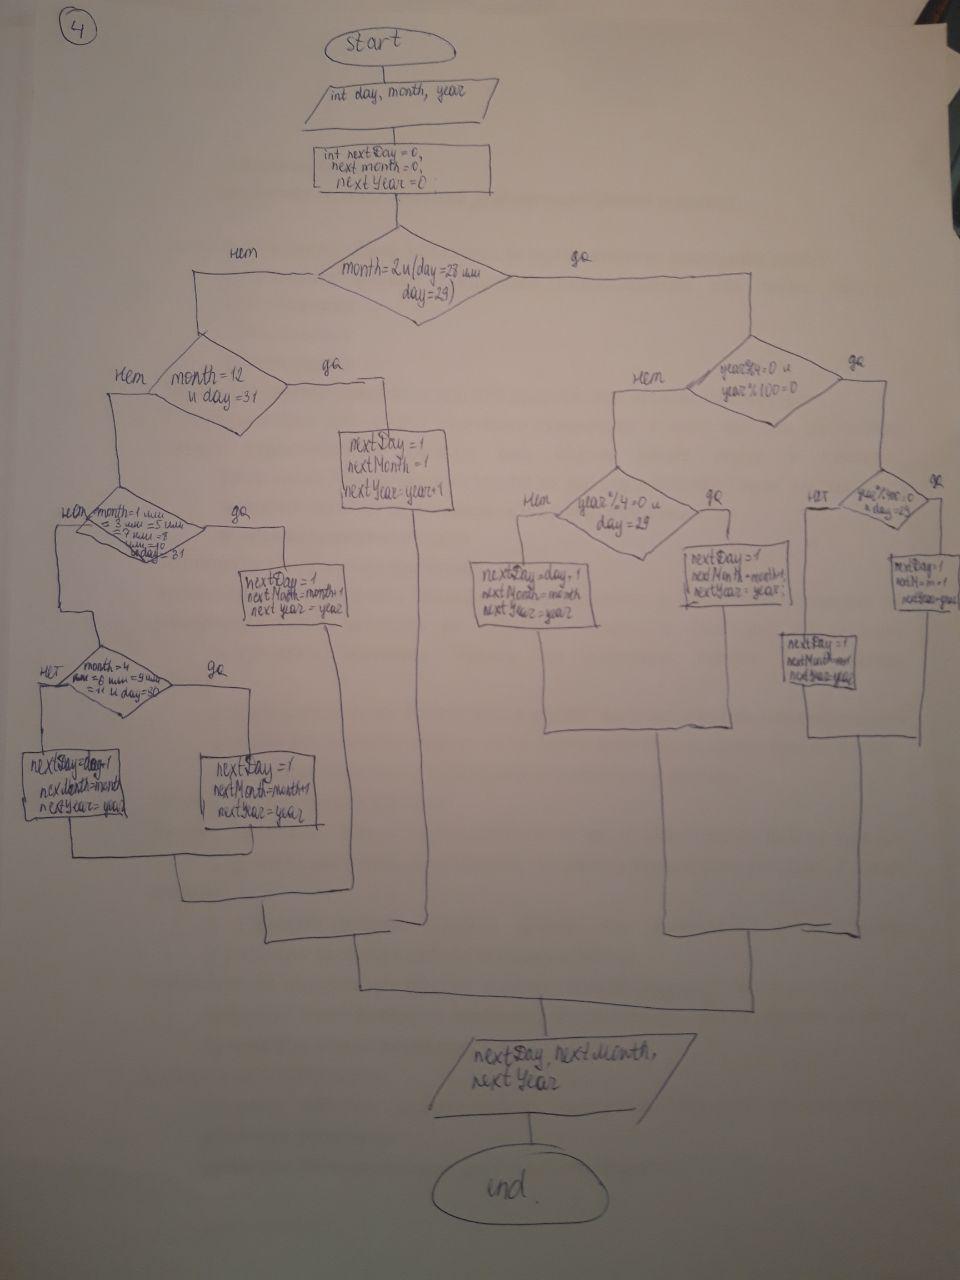 4
start
int day, month, year
int nextDay=0,
next month=0,
next Year=0
нет
да
month=2 и (day=28 или
day=29)
нет
month=12
и day=31
да
нет
year%4=0 и
year%100=0
да
nextDay=1
nextMonth=1
nextYear=year+1
нет
month=1 или
=3 или =5 или
=7 или =8
или =10
и day=31
да
нет
year%4=0 и
day=29
да
нет
year%400=0
и day=29
да
nextDay=1
nextMonth=month+1
next year=year
nextDay=day+1
nextMonth=month
nextYear=year
nextDay=1
nextMonth=month+1;
nextYear=year;
nextDay=1
nextM=m+1
nextYear=year
nextDay=1
nextYear=year
нет
month=4
или =6 или =9 или
=11 и day=30
да
nextDay=day+1
nexMonth=month
nextYear=year
nextDay=1
nextMonth=month+1
nextYear=year
nextDay, nextMonth,
nextYear
end.